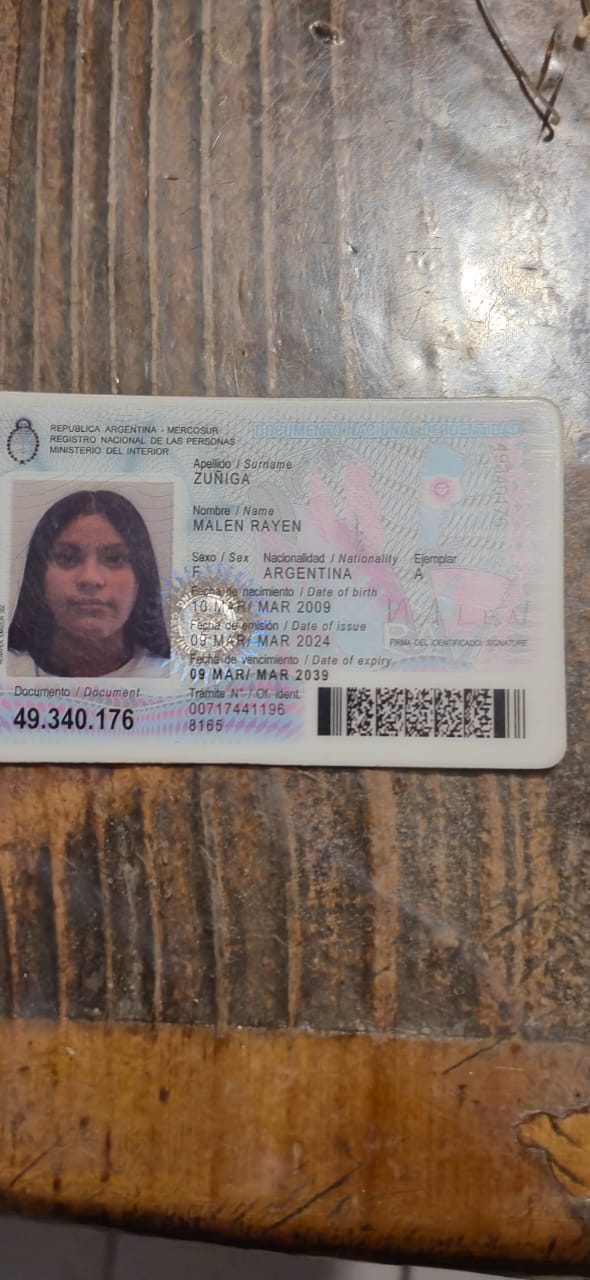 REPUBLICA ARGENTINA - MERCOSUR
REGISTRO NACIONAL DE LAS PERSONAS
MINISTERIO DEL INTERIOR
DOCUMENTO NACIONAL DE IDENTIDAD
Apellido / Surname
ZUÑIGA
Nombre / Name
MALEN RAYEN
Sexo / Sex Nacionalidad / Nationality Ejemplar
F ARGENTINA A
Fecha de nacimiento / Date of birth
10 MAR/ MAR 2009
Fecha de emisión / Date of issue
09 MAR/ MAR 2024
FIRMA DEL IDENTIFICADO/ SIGNATURE
Fecha de vencimiento / Date of expiry
09 MAR/ MAR 2039
Documento / Document
49.340.176
Trámite N° / Of. ident.
00717441196
8165
MALEN